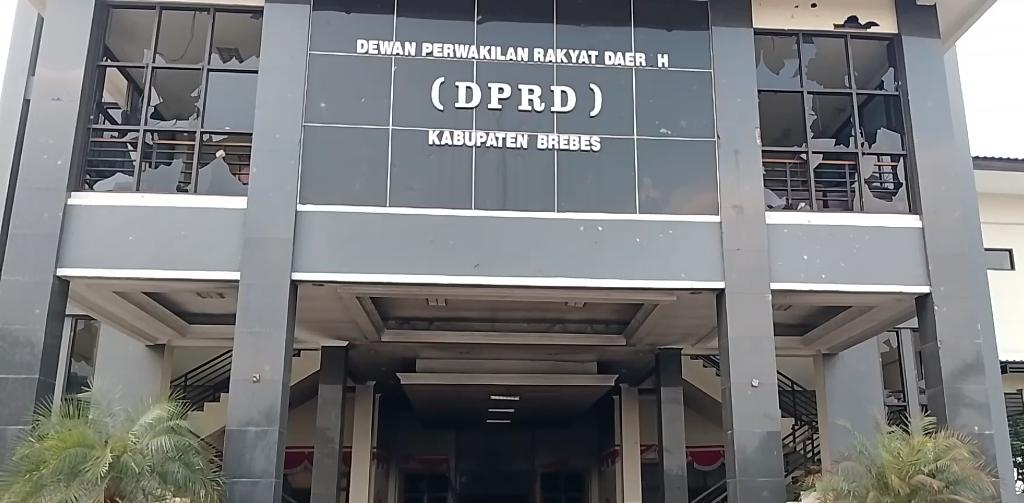 DEWAN PERWAKILAN RAKYAT DAER H
(DPRD)
KABUPATEN BREBES